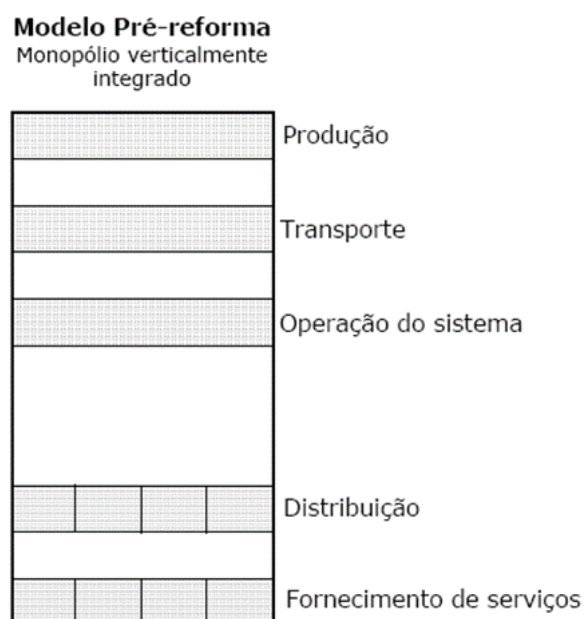 Modelo Pré-reforma
Monopólio verticalmente
integrado
Produção
Transporte
Operação do sistema
Distribuição
Fornecimento de serviços